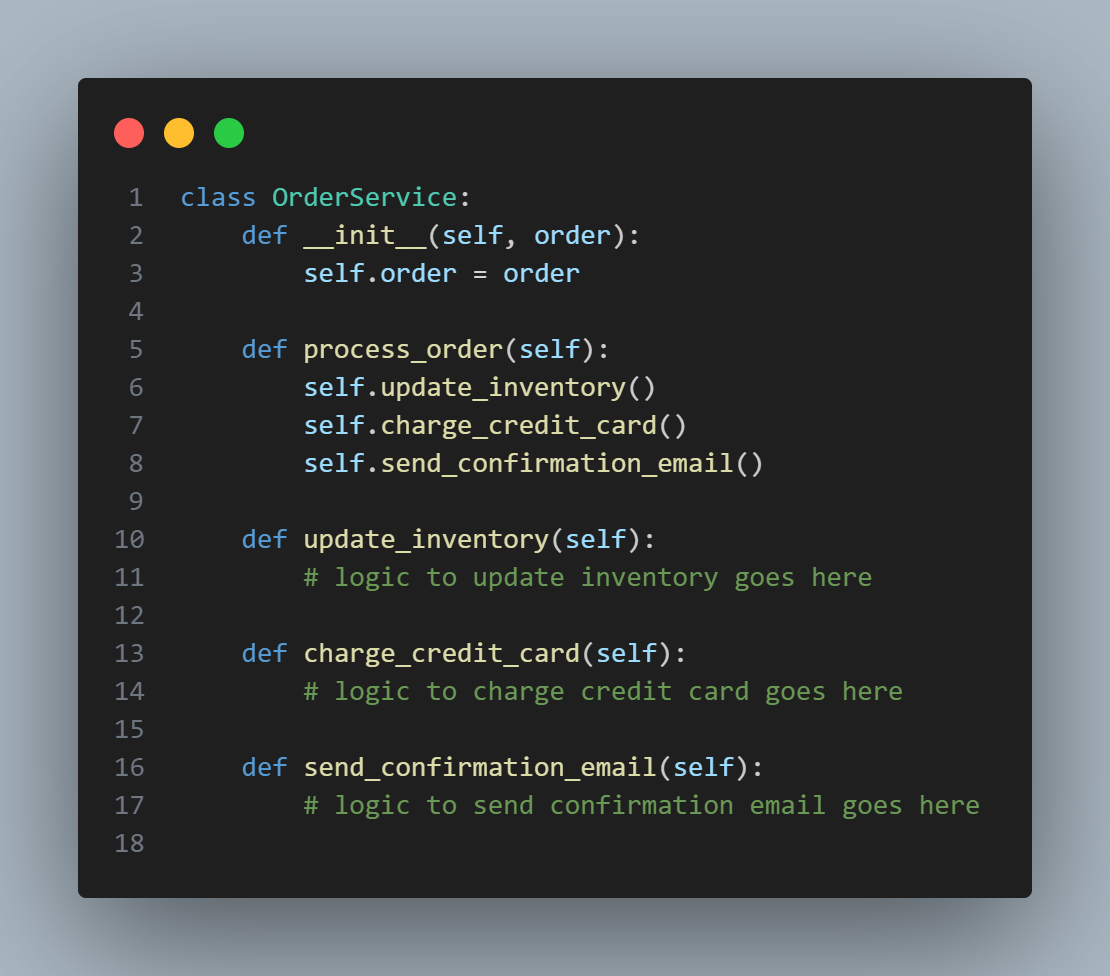 1 class OrderService:
2     def __init__(self, order):
3         self.order = order
4
5     def process_order(self):
6         self.update_inventory()
7         self.charge_credit_card()
8         self.send_confirmation_email()
9
10     def update_inventory(self):
11         # logic to update inventory goes here
12
13     def charge_credit_card(self):
14         # logic to charge credit card goes here
15
16     def send_confirmation_email(self):
17         # logic to send confirmation email goes here
18